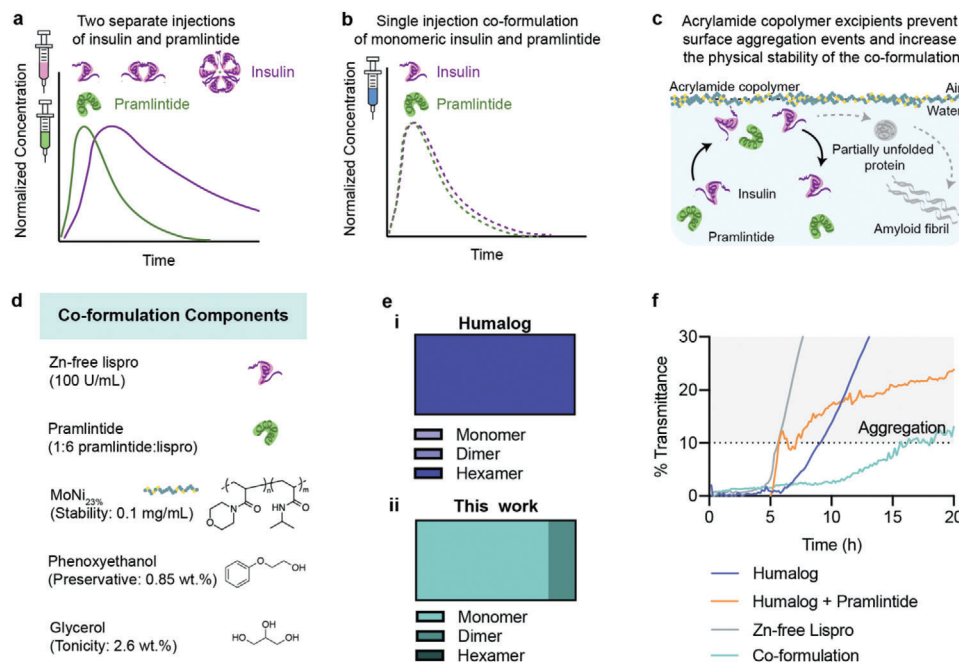 a
Two separate injections
of insulin and pramlintide
Insulin
Pramlintide
Normalized Concentration
Time
b
Single injection co-formulation
of monomeric insulin and pramlintide
Insulin
Pramlintide
Normalized Concentration
Time
c
Acrylamide copolymer excipients prevent
surface aggregation events and increase
the physical stability of the co-formulation
Acrylamide copolymer
Air
Water
Partially unfolded
protein
Insulin
Pramlintide
Amyloid fibril
d
Co-formulation Components
Zn-free lispro
(100 U/mL)
Pramlintide
(1:6 pramlintide:lispro)
MoNi23%
(Stability: 0.1 mg/mL)
n
m
O
N
O
HN
O
Phenoxyethanol
(Preservative: 0.85 wt.%)
O
OH
Glycerol
(Tonicity: 2.6 wt.%)
OH
HO
OH
e
i
Humalog
Monomer
Dimer
Hexamer
ii
This work
Monomer
Dimer
Hexamer
f
% Transmittance
30
20
10
0
Aggregation
0
5
10
15
20
Time (h)
Humalog
Humalog + Pramlintide
Zn-free Lispro
Co-formulation